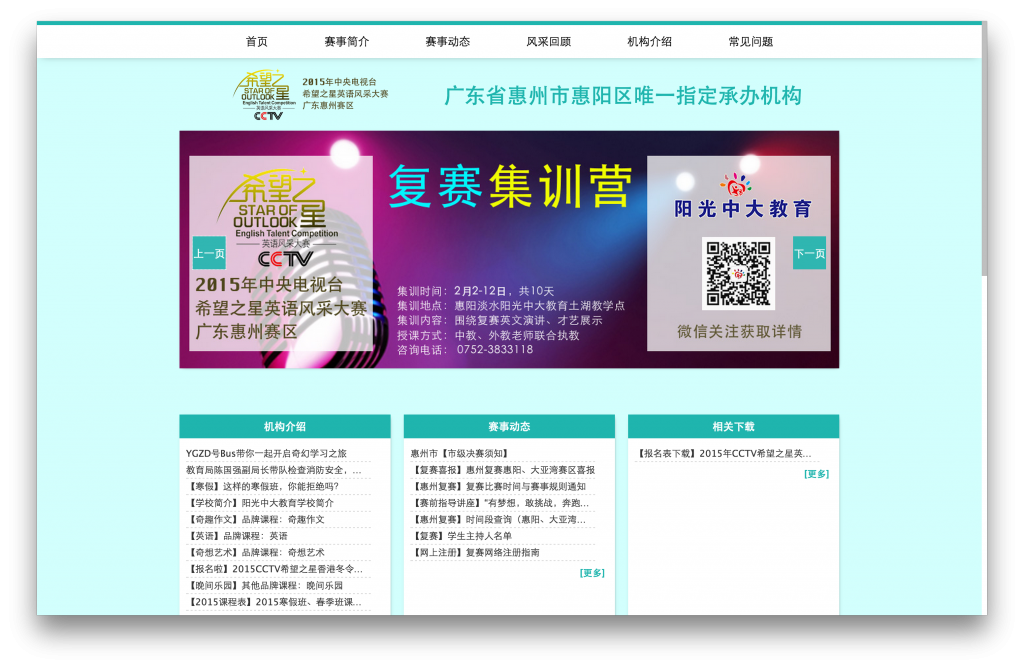 首页 赛事简介 赛事动态 风采回顾 机构介绍 常见问题
希望之星
STAR OF OUTLOOK
English Talent Competition
英语风采大赛
CCTV
2015年中央电视台
希望之星英语风采大赛
广东惠州赛区
广东省惠州市惠阳区唯一指定承办机构
希望之星
STAR OF
OUTLOOK
English Talent Competition
英语风采大赛
CCTV
上一页
2015年中央电视台
希望之星英语风采大赛
广东惠州赛区
复赛集训营
集训时间：2月2-12日，共10天
集训地点：惠阳淡水阳光中大教育土湖教学点
集训内容：围绕复赛英文演讲、才艺展示
授课方式：中教、外教老师联合执教
咨询电话： 0752-3833118
阳光中大教育
下一页
微信关注获取详情
机构介绍
YGZD号Bus带你一起开启奇幻学习之旅
教育局陈国强副局长带队检查消防安全，...
【寒假】这样的寒假班，你能拒绝吗？
【学校简介】阳光中大教育学校简介
【奇趣作文】品牌课程：奇趣作文
【英语】品牌课程：英语
【奇想艺术】品牌课程：奇想艺术
【报名啦】2015CCTV希望之星香港冬令...
【晚间乐园】其他品牌课程：晚间乐园
【2015课程表】2015寒假班、春季班课...
赛事动态
惠州市【市级决赛须知】
【复赛喜报】惠州复赛惠阳、大亚湾赛区喜报
【惠州复赛】复赛比赛时间与赛事规则通知
【赛前指导讲座】"有梦想，敢挑战，奔跑...
【惠州复赛】时间段查询（惠阳、大亚湾...
【复赛】学生主持人名单
【网上注册】复赛网络注册指南
[更多]
相关下载
【报名表下载】2015年CCTV希望之星英...
[更多]